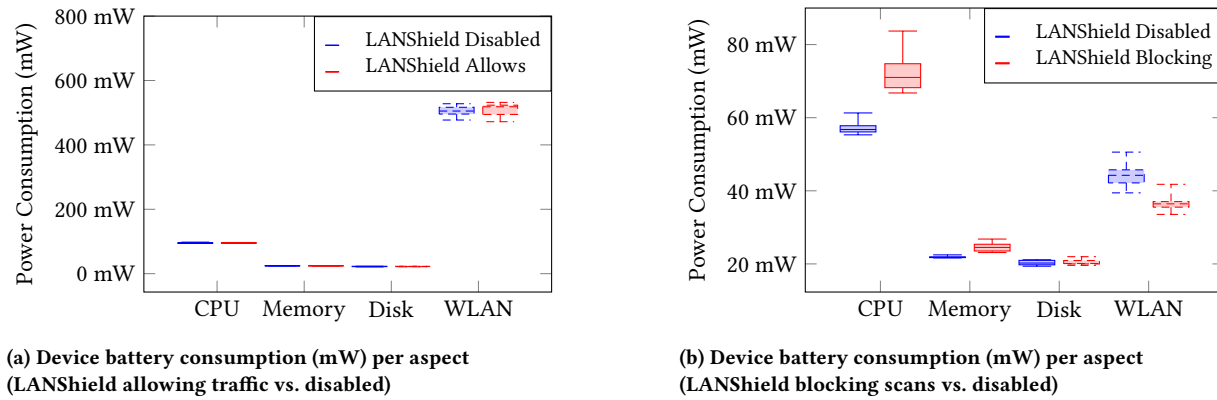 800 mW
600 mW
400 mW
200 mW
0 mW
Power Consumption (mW)
LANShield Disabled
LANShield Allows
CPU Memory Disk WLAN
(a) Device battery consumption (mW) per aspect
(LANShield allowing traffic vs. disabled)
80 mW
60 mW
40 mW
20 mW
Power Consumption (mW)
LANShield Disabled
LANShield Blocking
CPU Memory Disk WLAN
(b) Device battery consumption (mW) per aspect
(LANShield blocking scans vs. disabled)